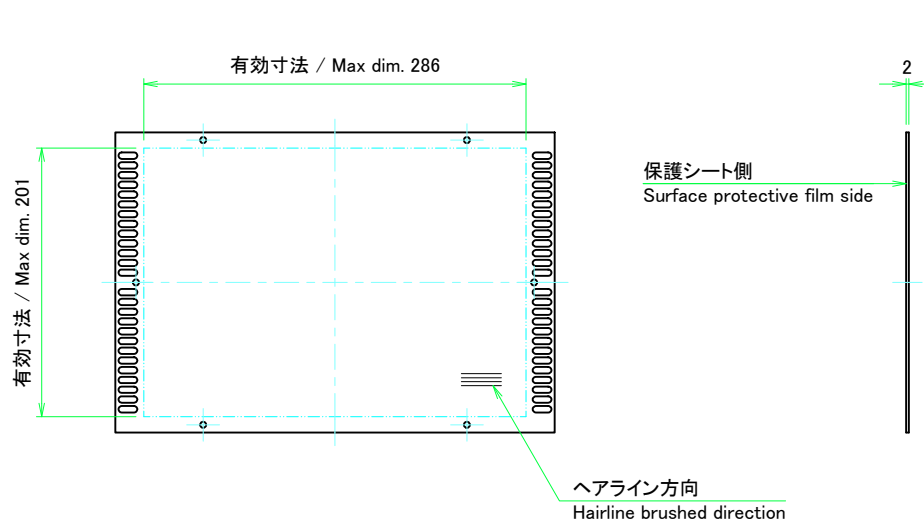 有効寸法 / Max dim. 286
2
保護シート側
Surface protective film side
有効寸法 / Max dim. 201
ヘアライン方向
Hairline brushed direction